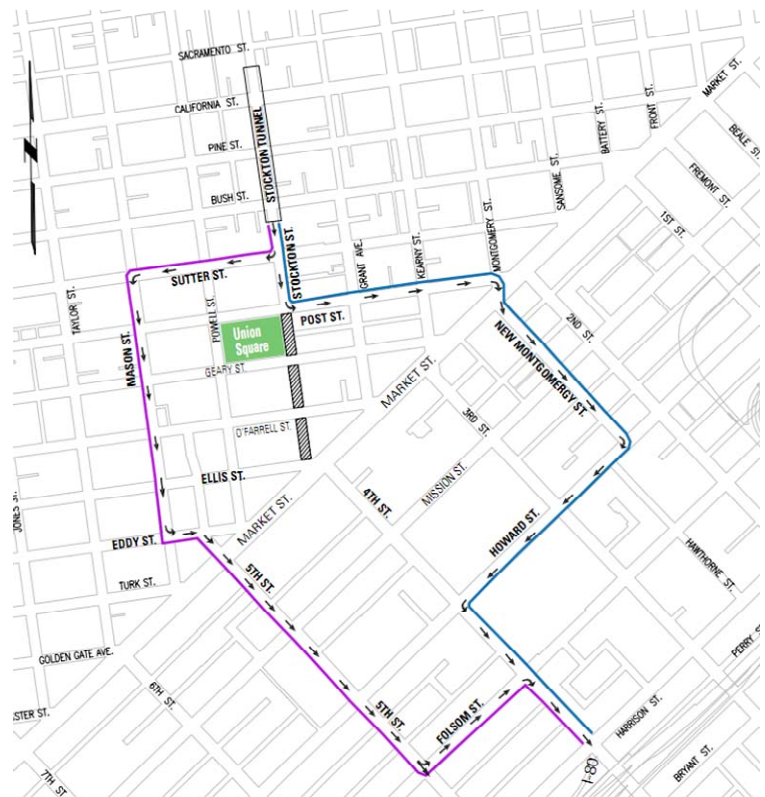 SACRAMENTO ST.
CALIFORNIA ST.
PINE ST.
BUSH ST.
STOCKTON TUNNEL
MARKET ST.
FRONT ST.
BATTERY ST.
BEALE ST.
FREMONT ST.
SANSOME ST.
1ST ST.
MONTGOMERY ST.
KEARNY ST.
GRANT AVE.
STOCKTON ST.
SUTTER ST.
TAYLOR ST.
POWELL ST.
MASON ST.
Union
Square
POST ST.
2ND ST.
NEW MONTGOMERGY ST.
GEARY ST.
MARKET ST.
3RD ST.
O'FARRELL ST.
ELLIS ST.
MISSION ST.
4TH ST.
JONES ST.
MARKET ST.
HOWARD ST.
EDDY ST.
TURK ST.
5TH ST.
HAWTHORNE ST.
GOLDEN GATE AVE.
PERRY ST.
6TH ST.
ASTER ST.
5TH ST.
FOLSOM ST.
HARRISON ST.
I-80
BRYANT ST.
7TH ST.
N